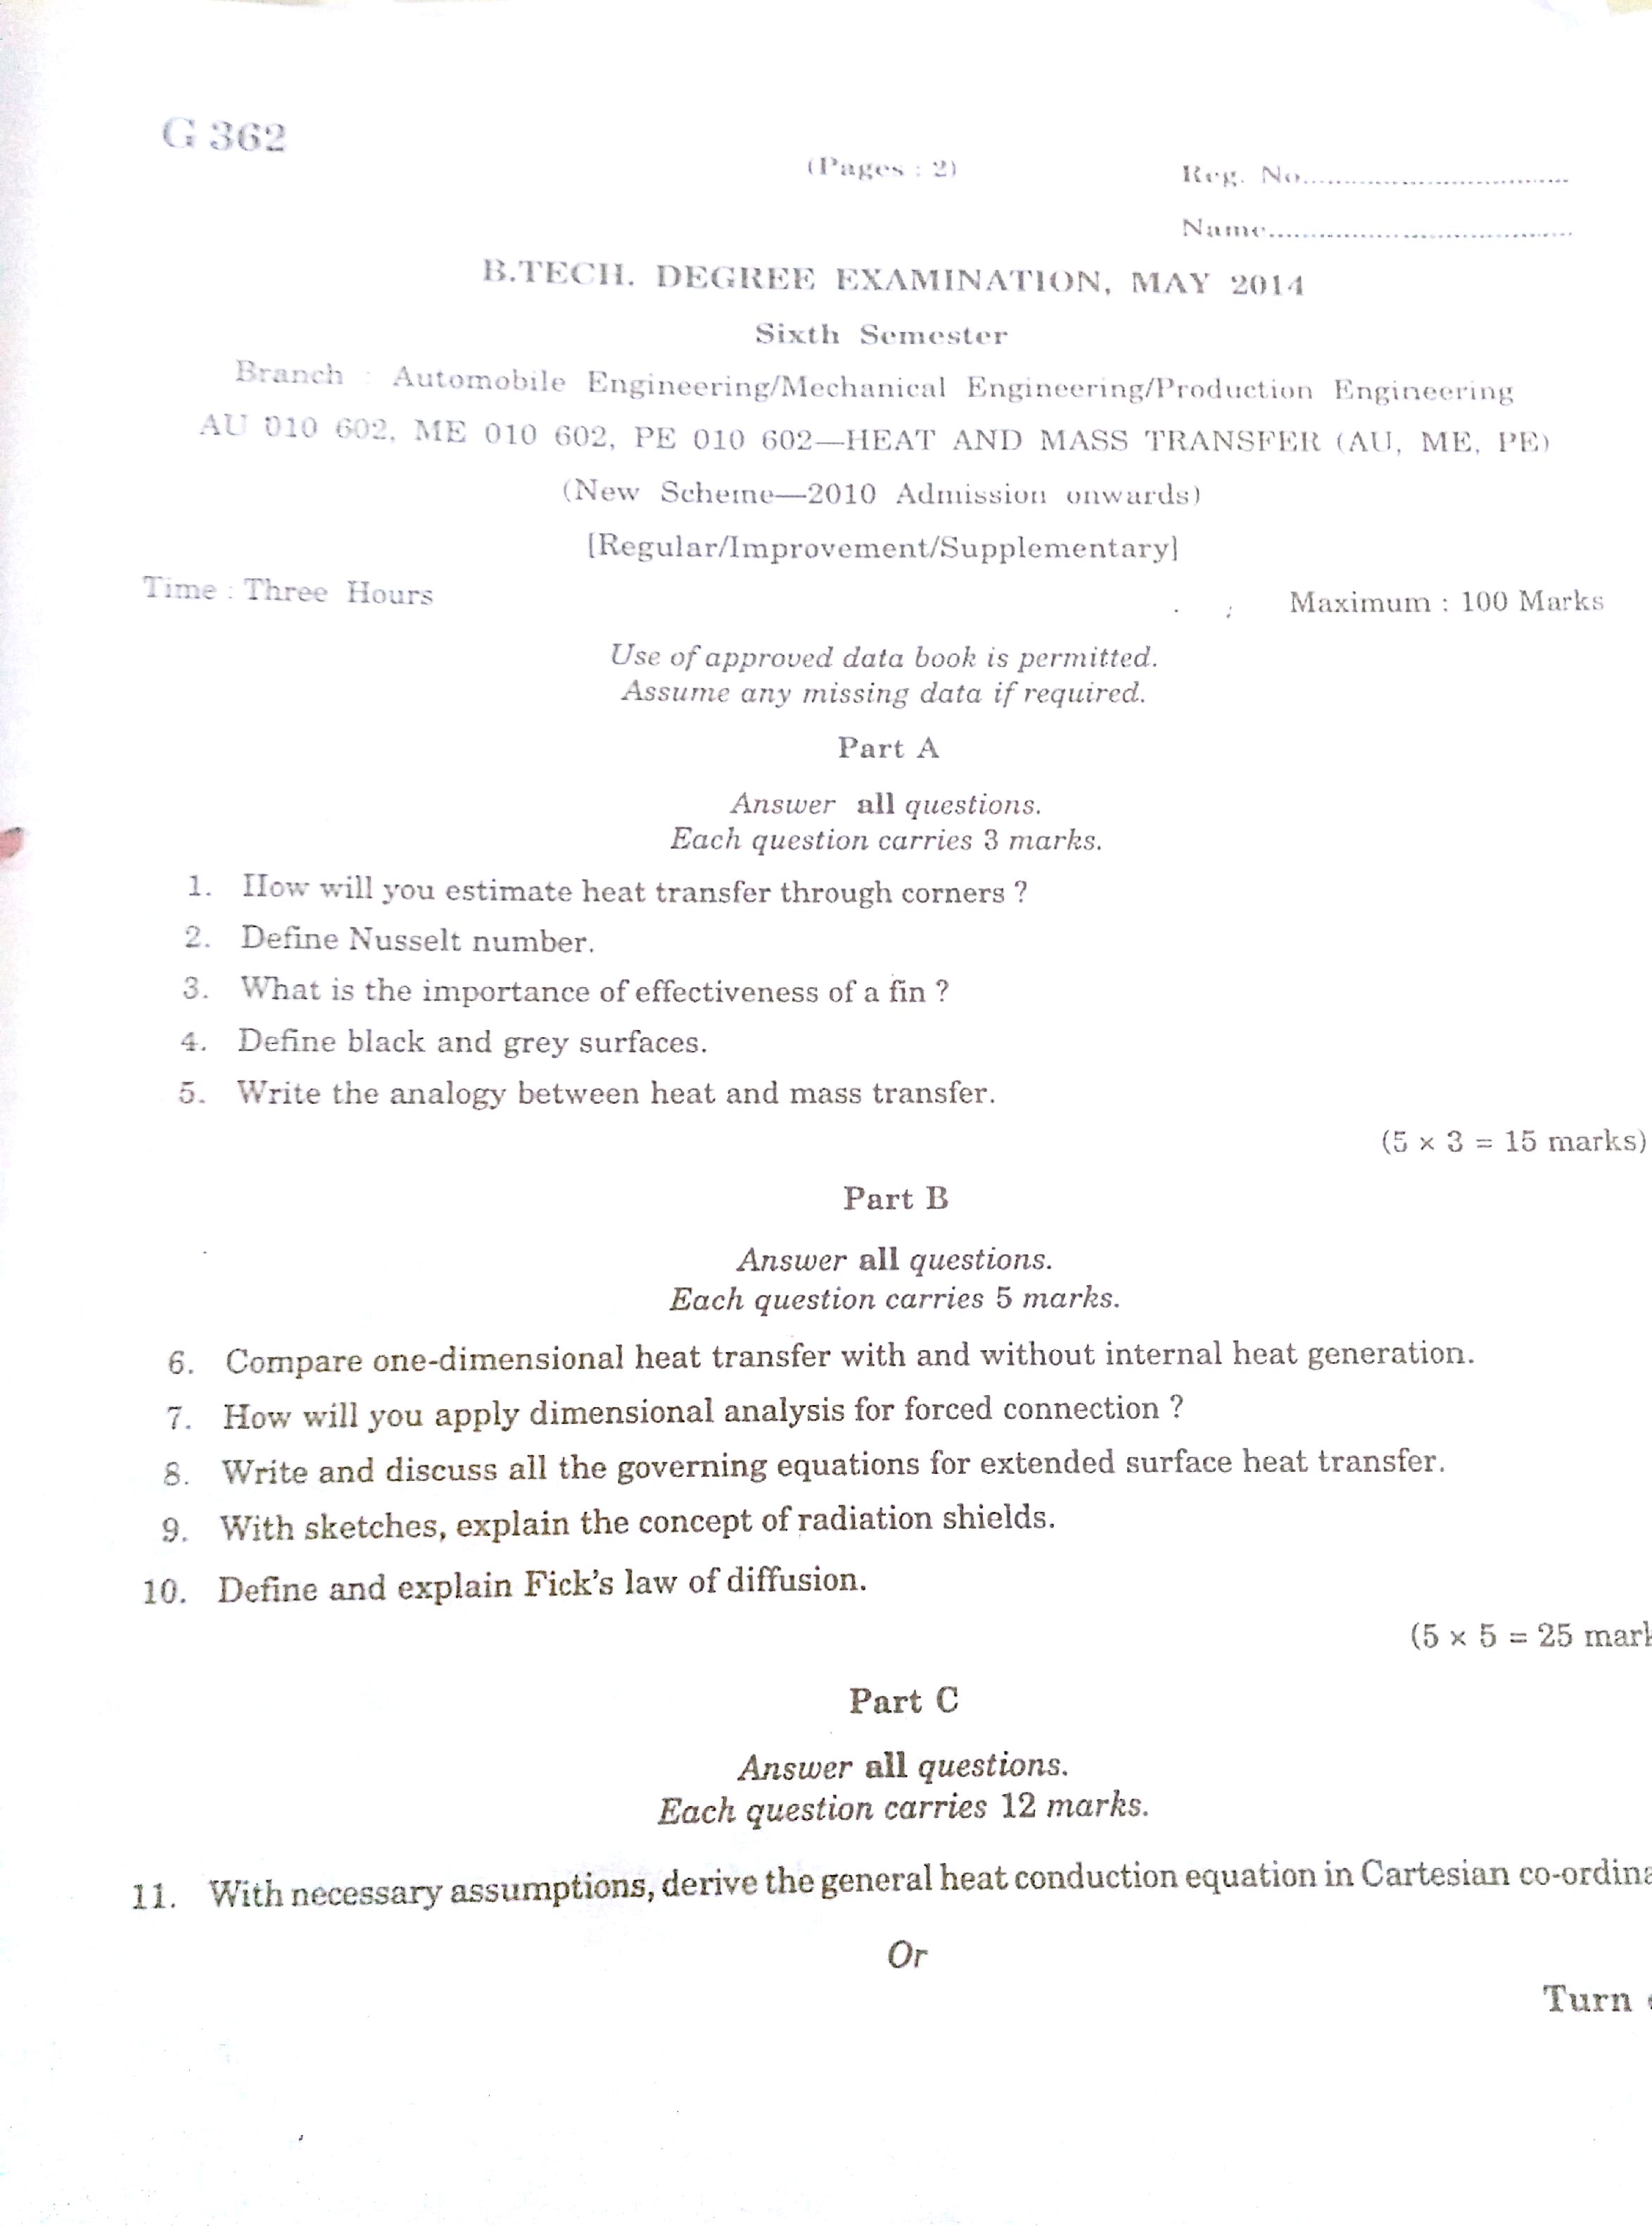 G 362
(Pages : 2)
Reg. No..................................
Name.......................................
B.TECH. DEGREE EXAMINATION, MAY 2014
Sixth Semester
Branch : Automobile Engineering/Mechanical Engineering/Production Engineering
AU 010 602, ME 010 602, PE 010 602—HEAT AND MASS TRANSFER (AU, ME, PE)
(New Scheme—2010 Admission onwards)
[Regular/Improvement/Supplementary]
Time : Three Hours
Maximum : 100 Marks
Use of approved data book is permitted.
Assume any missing data if required.
Part A
Answer all questions.
Each question carries 3 marks.
1. How will you estimate heat transfer through corners ?
2. Define Nusselt number.
3. What is the importance of effectiveness of a fin ?
4. Define black and grey surfaces.
5. Write the analogy between heat and mass transfer.
(5 × 3 = 15 marks)
Part B
Answer all questions.
Each question carries 5 marks.
6. Compare one-dimensional heat transfer with and without internal heat generation.
7. How will you apply dimensional analysis for forced connection ?
8. Write and discuss all the governing equations for extended surface heat transfer.
9. With sketches, explain the concept of radiation shields.
10. Define and explain Fick's law of diffusion.
(5 × 5 = 25 mark
Part C
Answer all questions.
Each question carries 12 marks.
11. With necessary assumptions, derive the general heat conduction equation in Cartesian co-ordina
Or
Turn